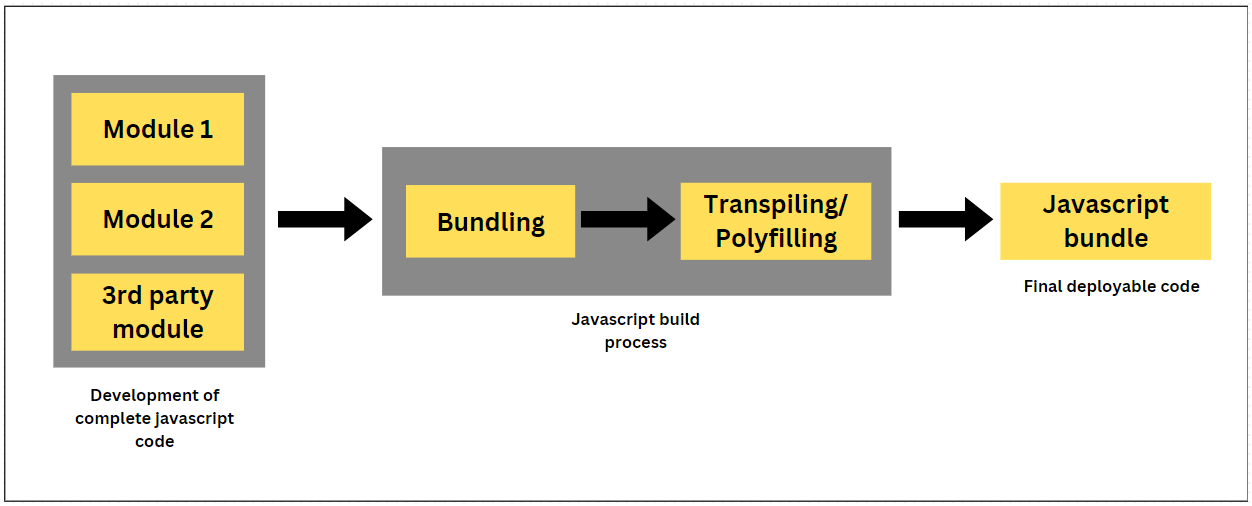 Module 1
Module 2
3rd party
module
Development of
complete javascript
code
Bundling
Transpiling/
Polyfilling
Javascript build
process
Javascript
bundle
Final deployable code